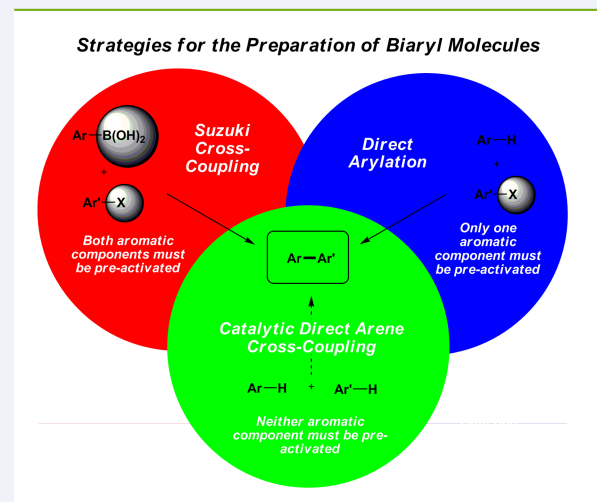 Strategies for the Preparation of Biaryl Molecules
Suzuki
Cross-
Coupling
Ar—B(OH)2
+
Ar'—X
Both aromatic
components must
be pre-activated
Direct
Arylation
Ar—H
+
Ar'—X
Only one
aromatic
component must
be pre-activated
Ar—Ar'
Catalytic Direct Arene
Cross-Coupling
Ar—H + Ar'—H
Neither aromatic
component must be pre-
activated